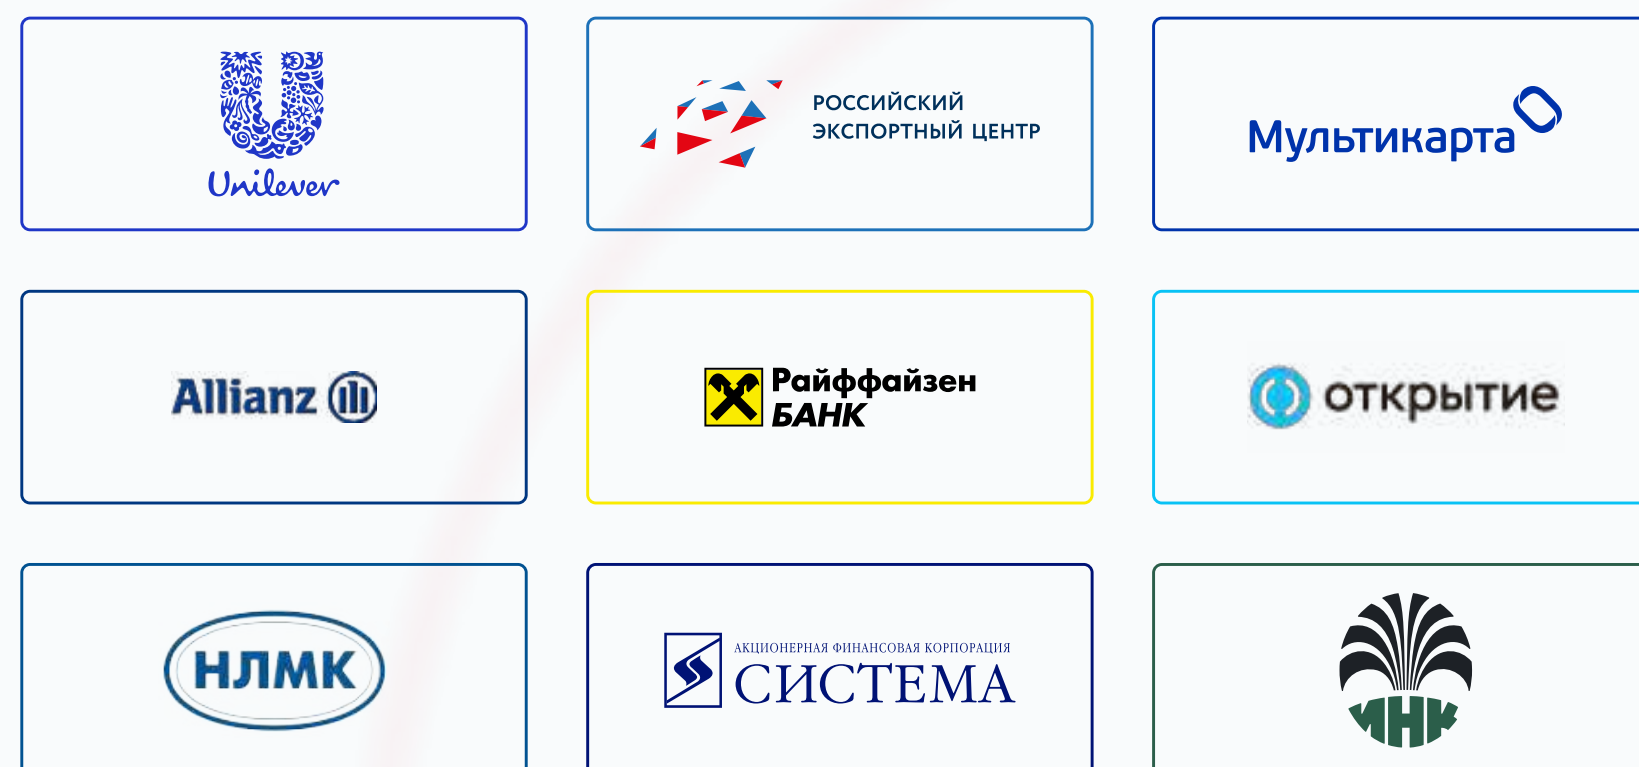 Unilever
РОССИЙСКИЙ
ЭКСПОРТНЫЙ ЦЕНТР
Мультикарта
Allianz
Райффайзен
БАНК
открытие
НЛМК
АКЦИОНЕРНАЯ ФИНАНСОВАЯ КОРПОРАЦИЯ
СИСТЕМА
ИНК